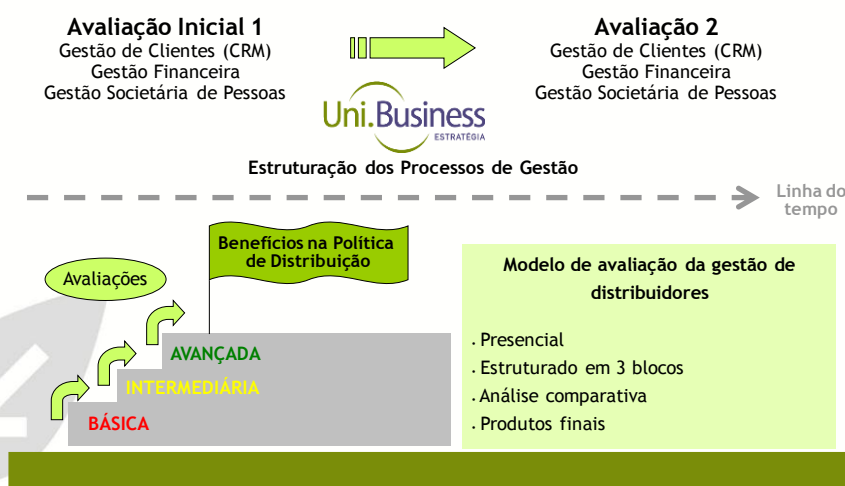 Avaliação Inicial 1
Gestão de Clientes (CRM)
Gestão Financeira
Gestão Societária de Pessoas
Avaliação 2
Gestão de Clientes (CRM)
Gestão Financeira
Gestão Societária de Pessoas
Uni.Business
ESTRATÉGIA
Estruturação dos Processos de Gestão
Linha do
tempo
Benefícios na Política
de Distribuição
Avaliações
AVANÇADA
INTERMEDIÁRIA
BÁSICA
Modelo de avaliação da gestão de
distribuidores
. Presencial
. Estruturado em 3 blocos
. Análise comparativa
. Produtos finais